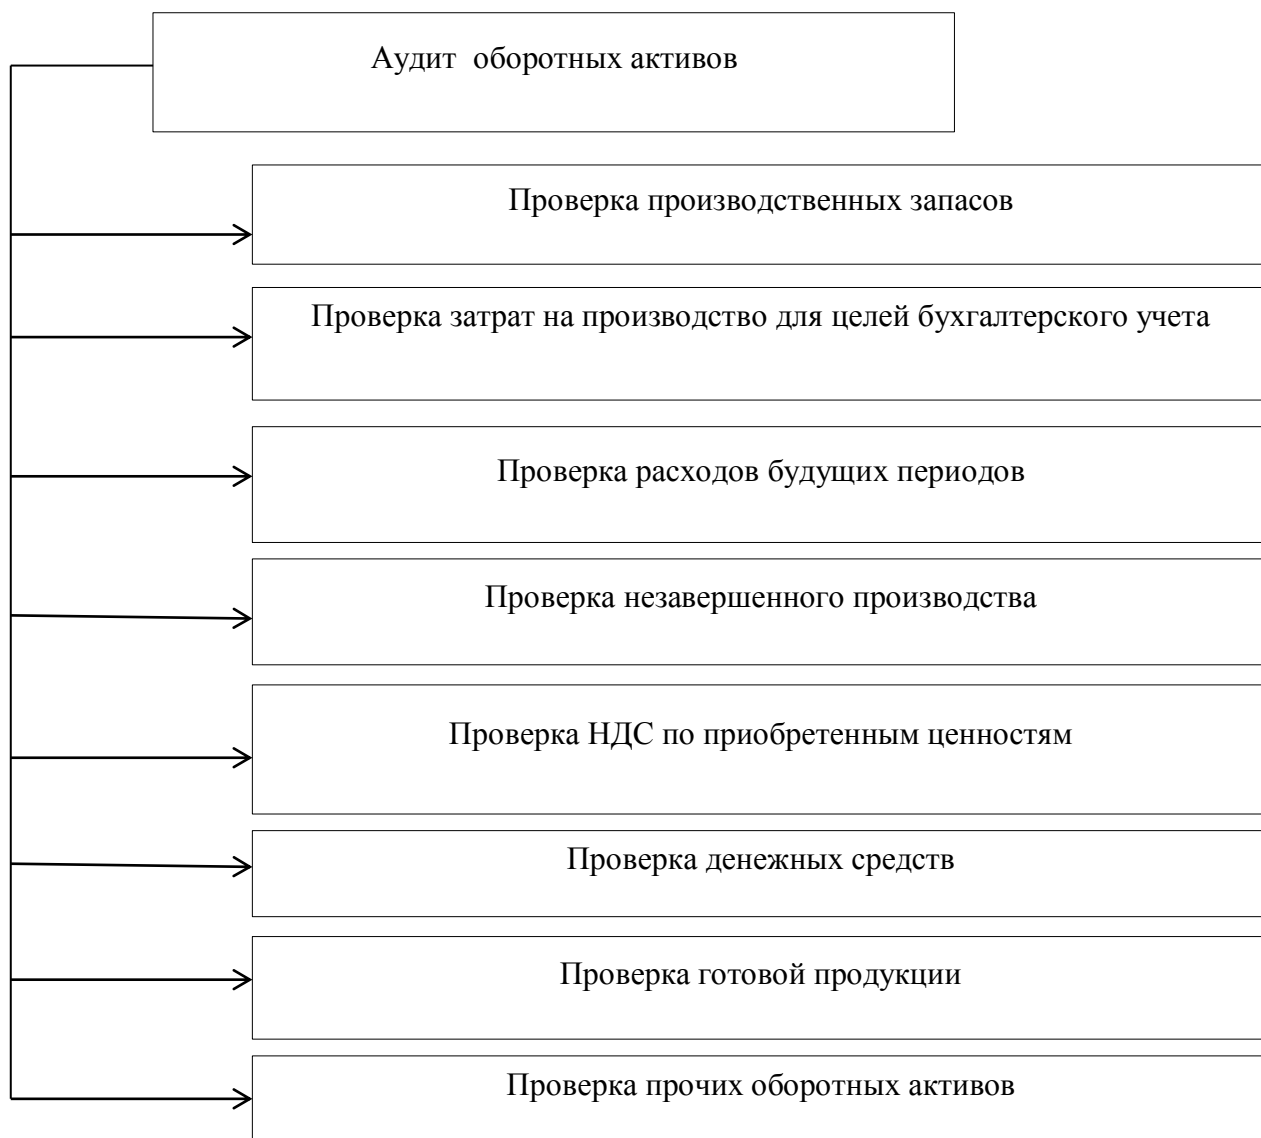 Аудит оборотных активов
Проверка производственных запасов
Проверка затрат на производство для целей бухгалтерского учета
Проверка расходов будущих периодов
Проверка незавершенного производства
Проверка НДС по приобретенным ценностям
Проверка денежных средств
Проверка готовой продукции
Проверка прочих оборотных активов